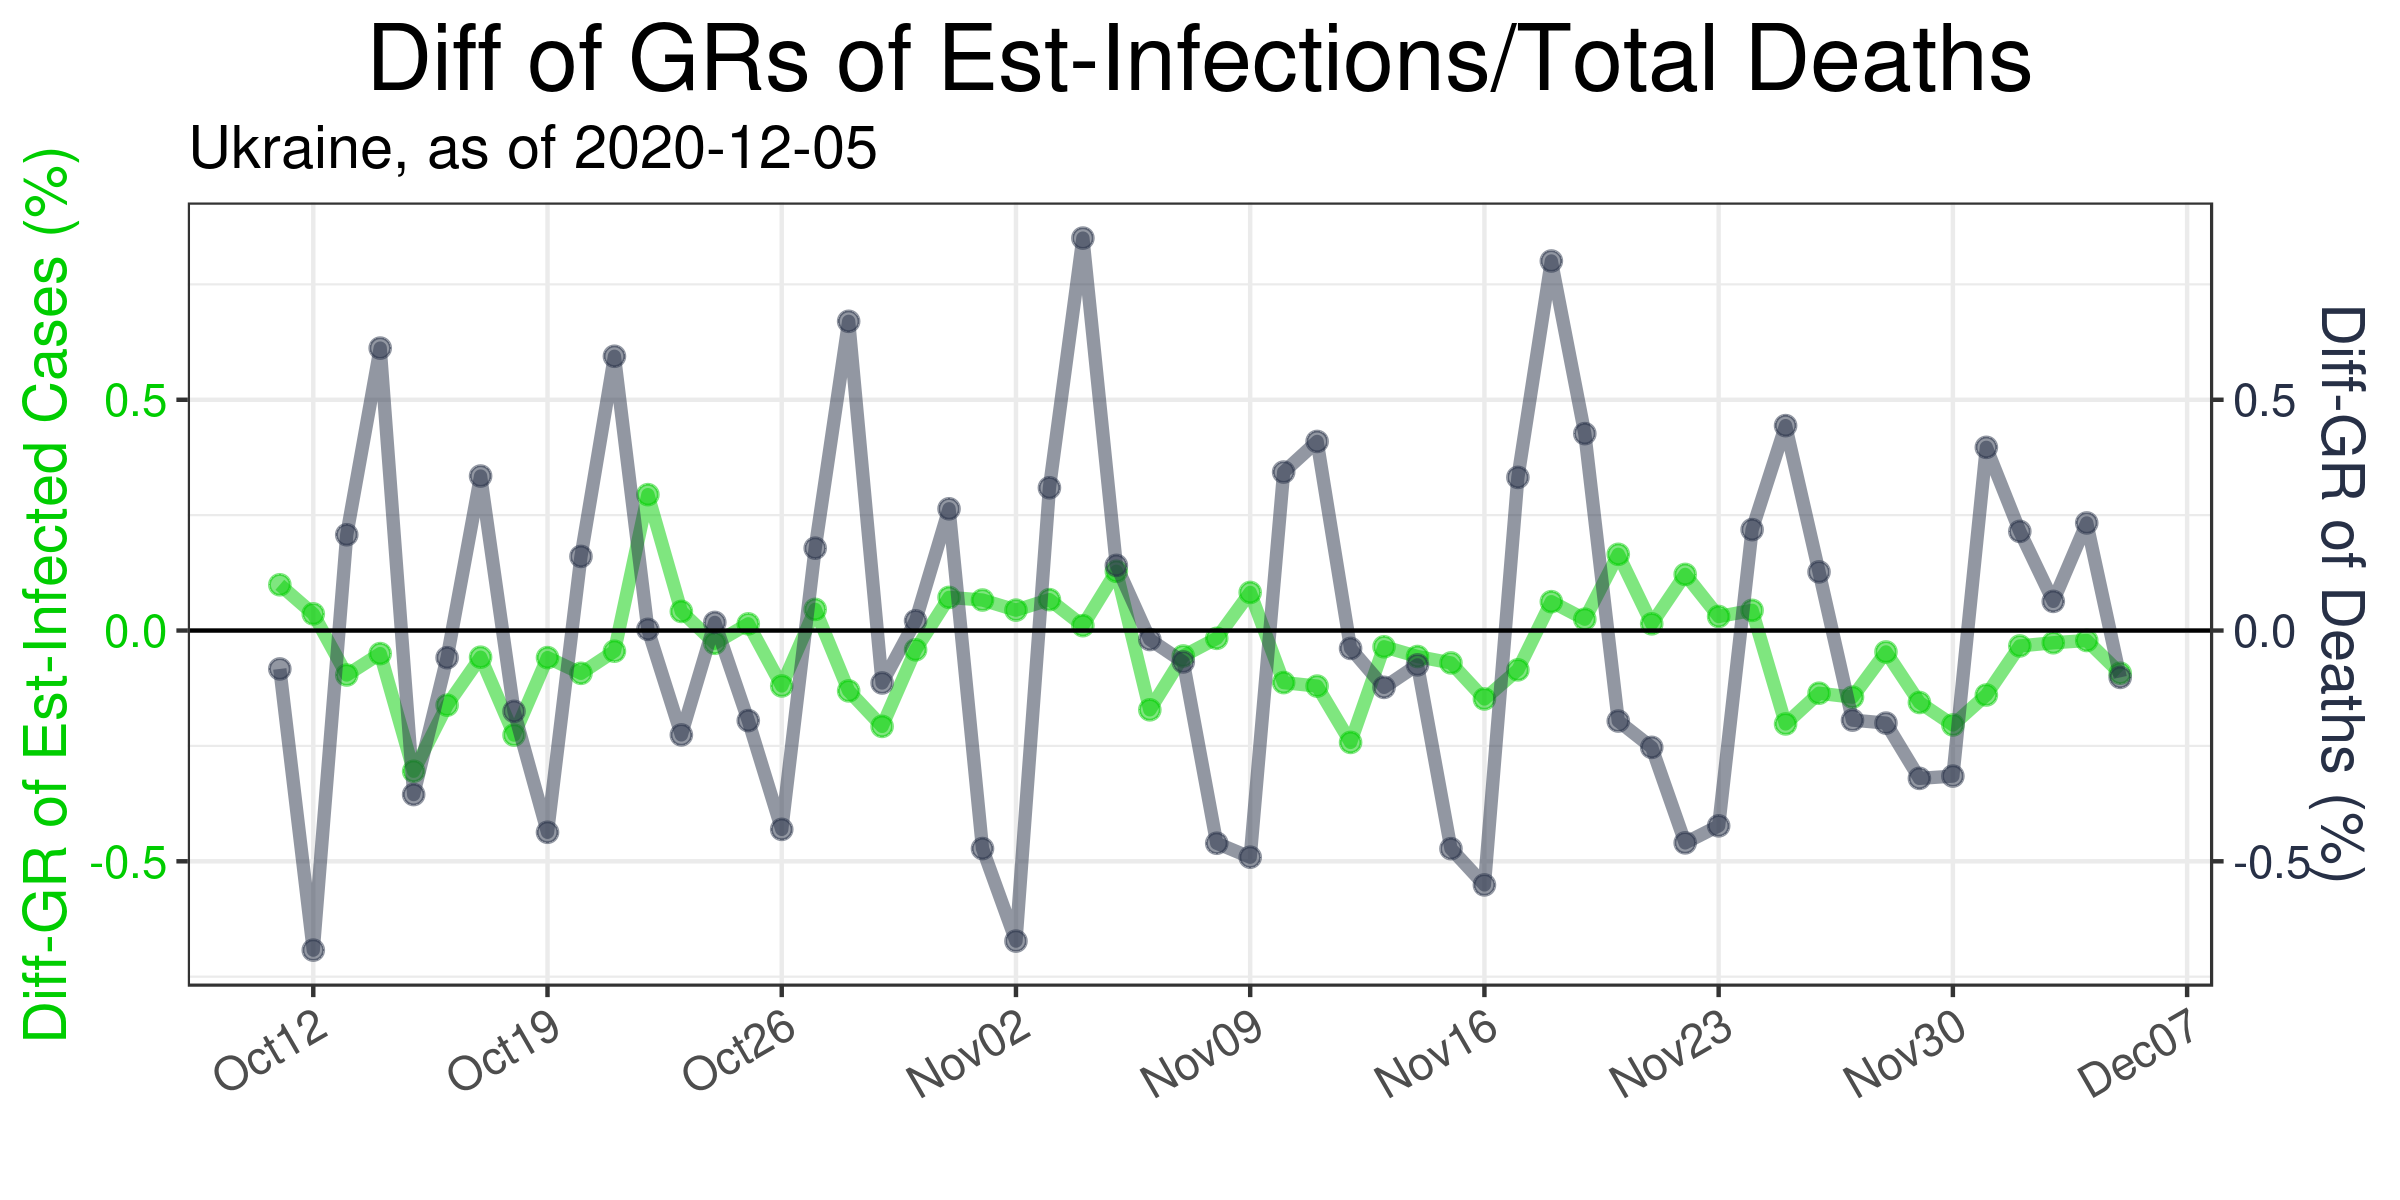 Diff of GRs of Est-Infections/Total Deaths
Ukraine, as of 2020-12-05
Diff-GR of Est-Infected Cases (%)
0.5
0.0
-0.5
0.5
0.0
-0.5
Diff-GR of Deaths (%)
Oct12
Oct19
Oct26
Nov02
Nov09
Nov16
Nov23
Nov30
Dec07